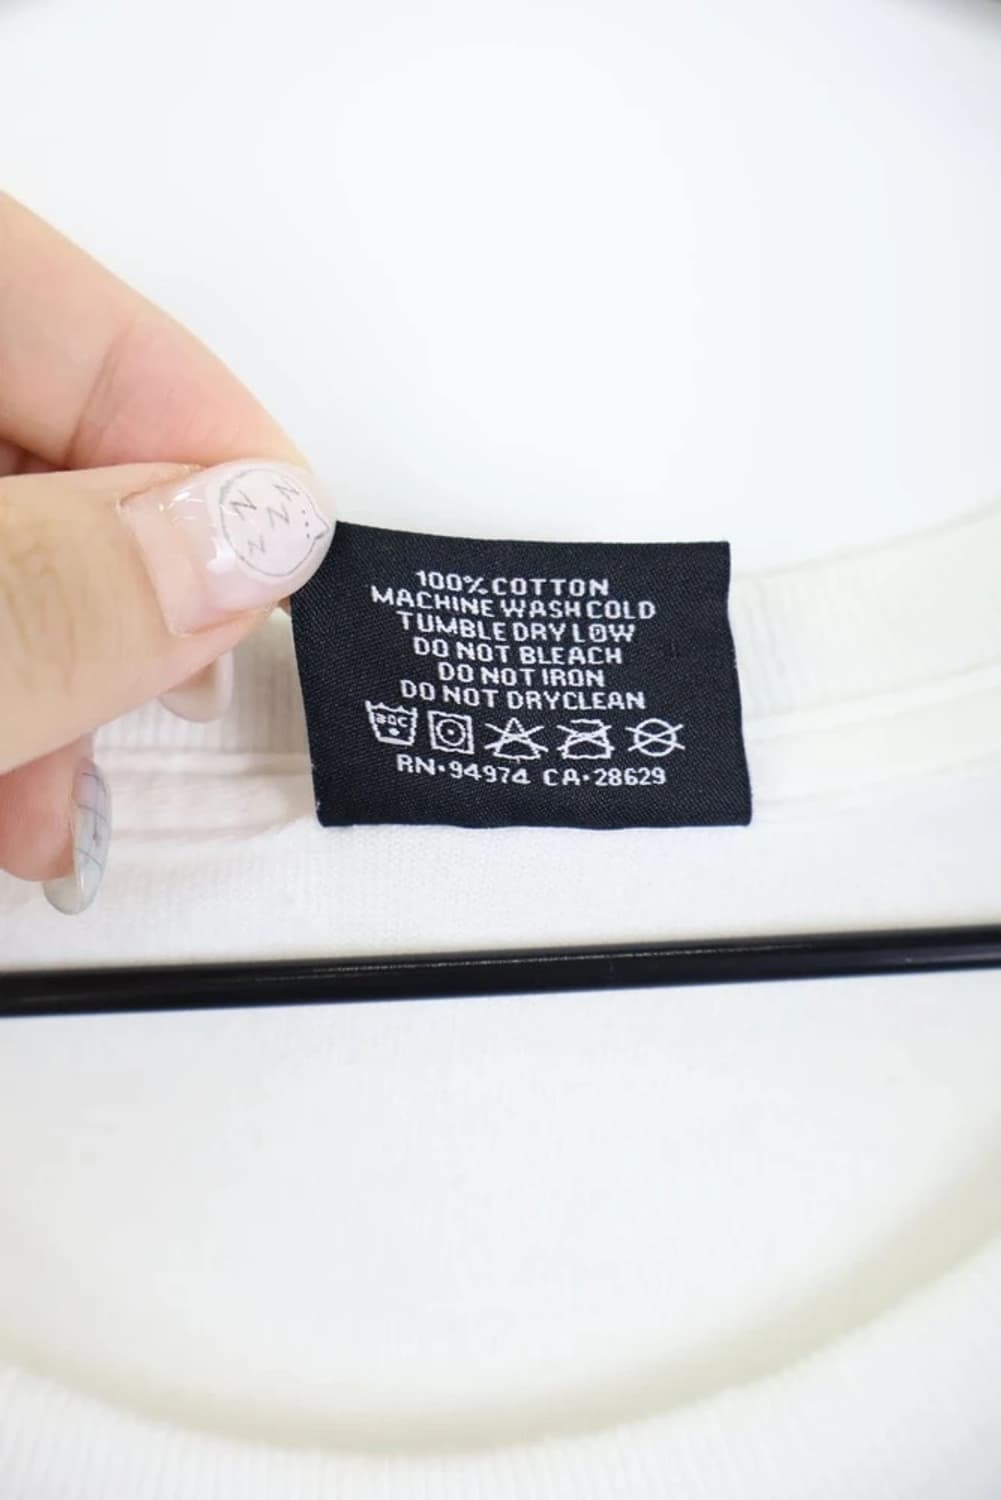 Z Z Z Z
100% COTTON
MACHINE WASH COLD
TUMBLE DRY LOW
DO NOT BLEACH
DO NOT IRON
DO NOT DRYCLEAN
30C
RN·94974 CA·28629